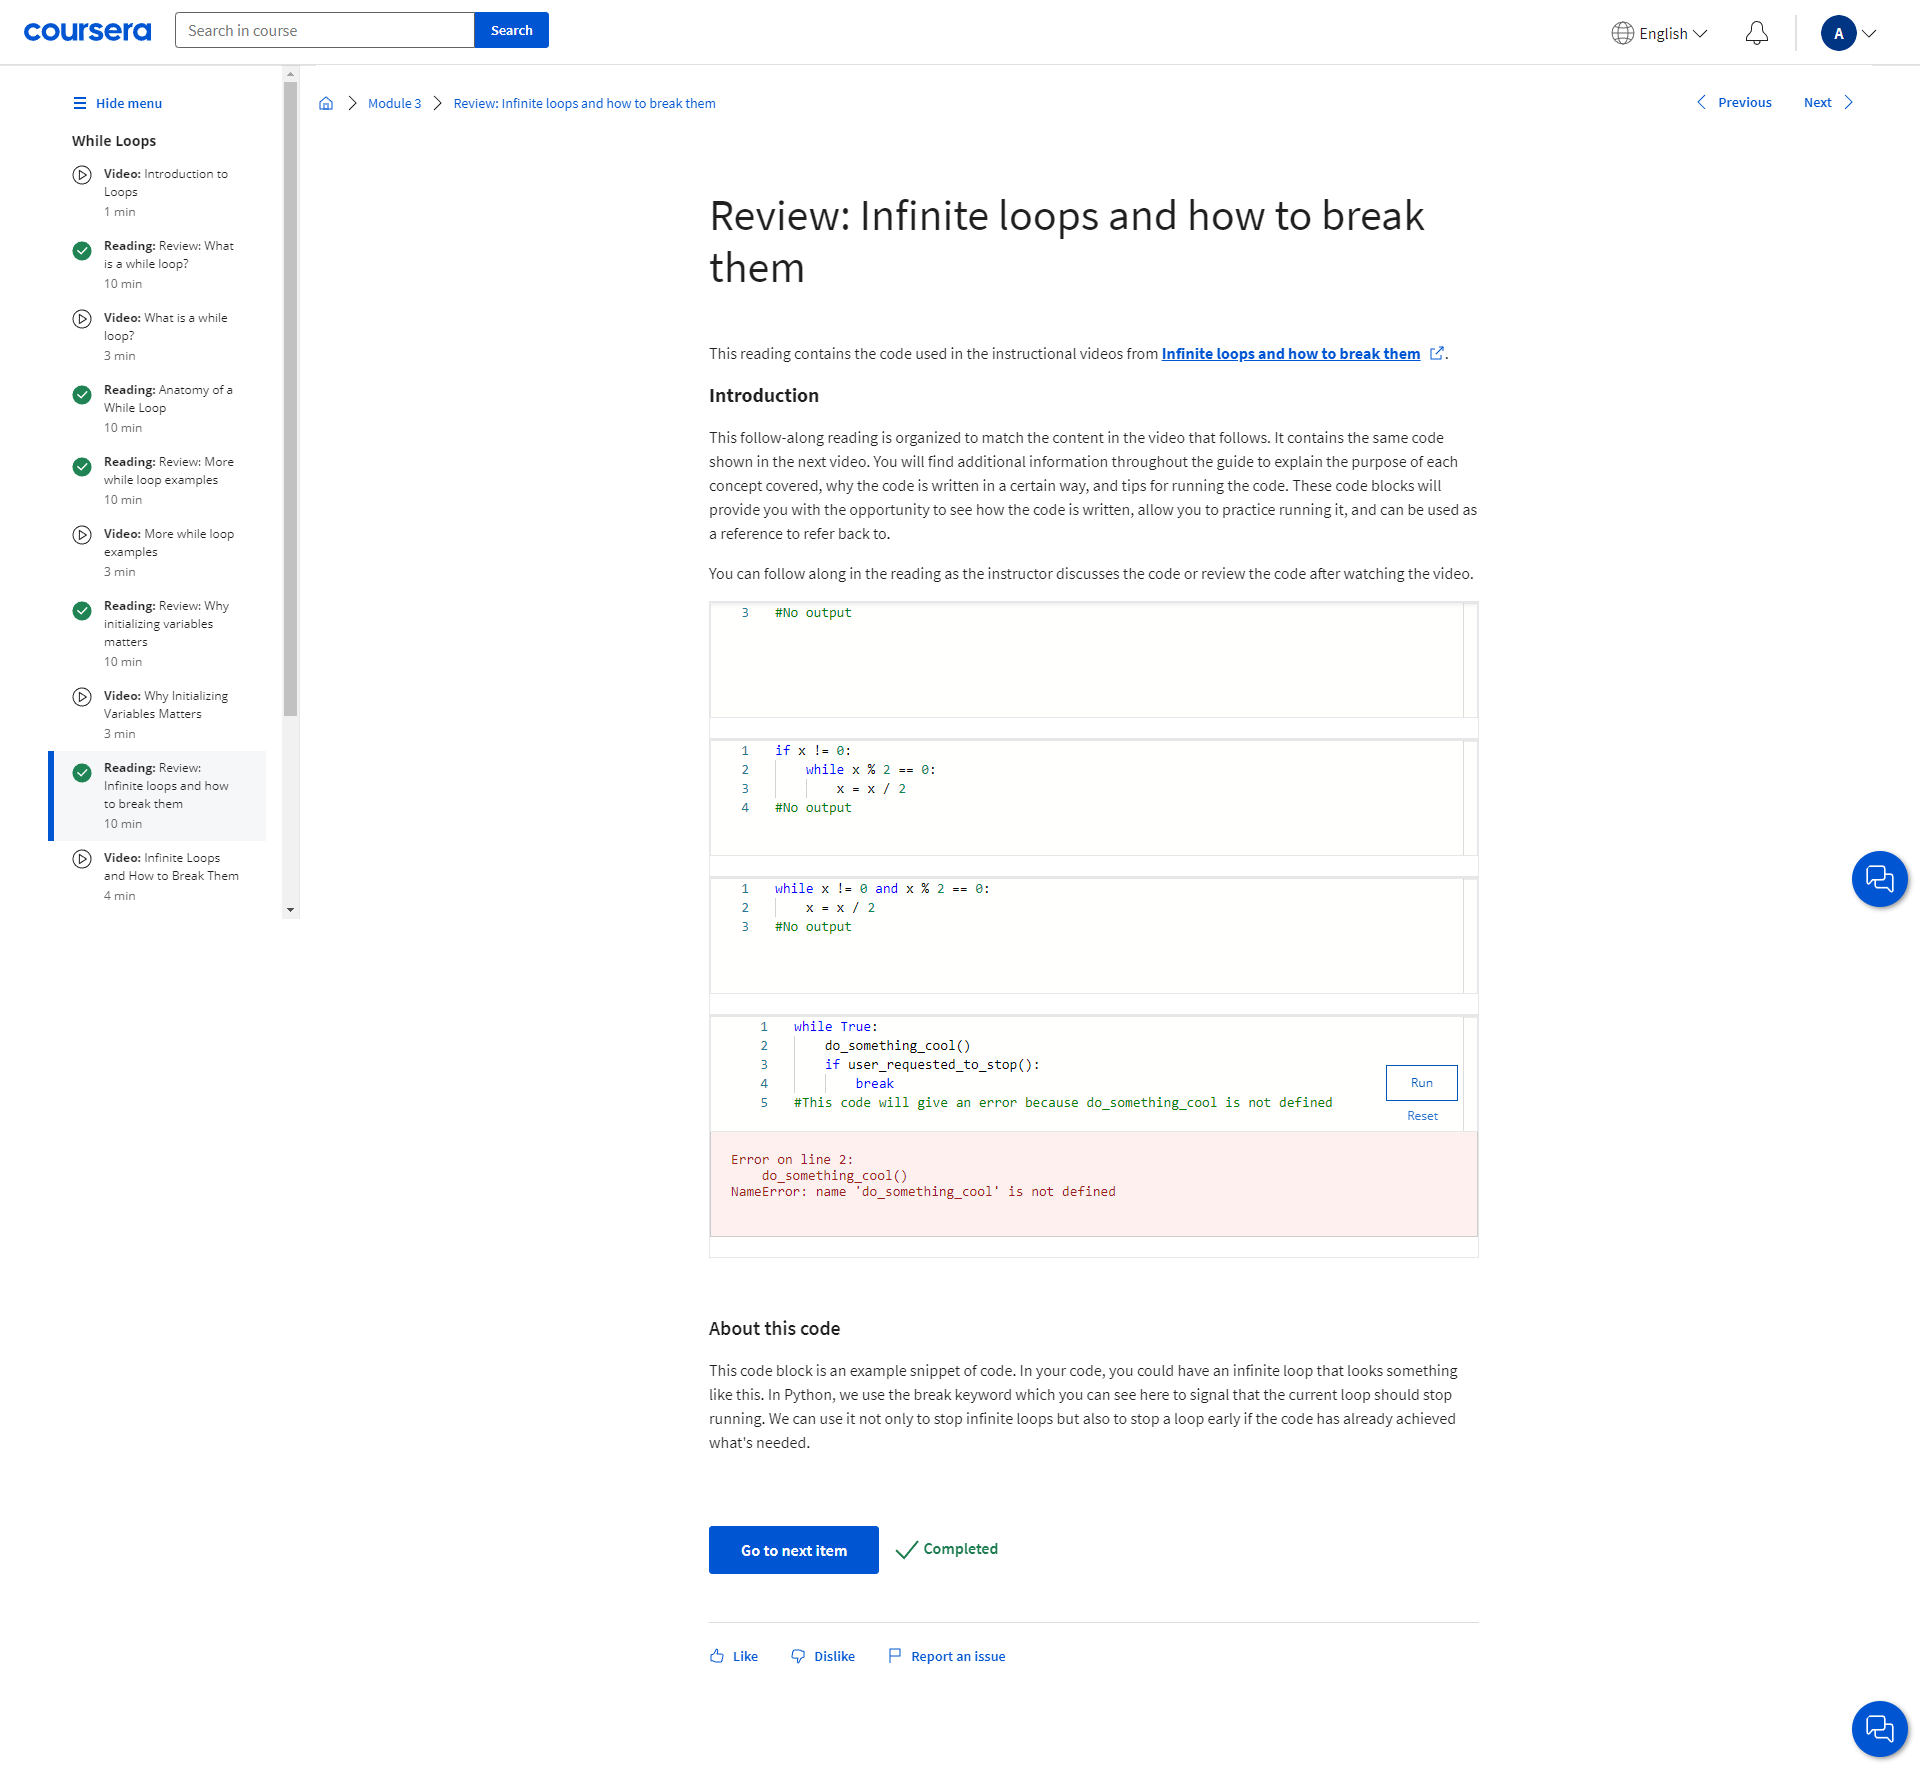 coursera
Search in course
Search
English
A
Hide menu
While Loops
Video: Introduction to
Loops
1 min
Reading: Review: What
is a while loop?
10 min
Video: What is a while
loop?
3 min
Reading: Anatomy of a
While Loop
10 min
Reading: Review: More
while loop examples
10 min
Video: More while loop
examples
3 min
Reading: Review: Why
initializing variables
matters
10 min
Video: Why Initializing
Variables Matters
3 min
Reading: Review:
Infinite loops and how
to break them
10 min
Video: Infinite Loops
and How to Break Them
4 min
Module 3
Review: Infinite loops and how to break them
Previous
Next
Review: Infinite loops and how to break
them
This reading contains the code used in the instructional videos from Infinite loops and how to break them .
Introduction
This follow-along reading is organized to match the content in the video that follows. It contains the same code
shown in the next video. You will find additional information throughout the guide to explain the purpose of each
concept covered, why the code is written in a certain way, and tips for running the code. These code blocks will
provide you with the opportunity to see how the code is written, allow you to practice running it, and can be used as
a reference to refer back to.
You can follow along in the reading as the instructor discusses the code or review the code after watching the video.
3 #No output
1 if x != 0:
2 while x % 2 == 0:
3 x = x / 2
4 #No output
1 while x != 0 and x % 2 == 0:
2 x = x / 2
3 #No output
1 while True:
2 do_something_cool()
3 if user_requested_to_stop():
4 break
5 #This code will give an error because do_something_cool is not defined
Run
Reset
Error on line 2:
do_something_cool()
NameError: name 'do_something_cool' is not defined
About this code
This code block is an example snippet of code. In your code, you could have an infinite loop that looks something
like this. In Python, we use the break keyword which you can see here to signal that the current loop should stop
running. We can use it not only to stop infinite loops but also to stop a loop early if the code has already achieved
what's needed.
Go to next item
Completed
Like
Dislike
Report an issue